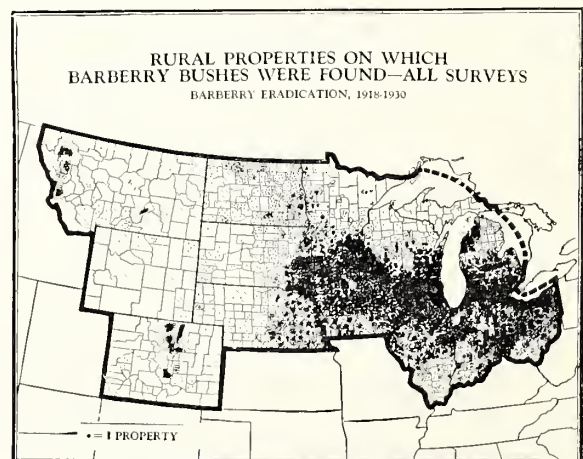 RURAL PROPERTIES ON WHICH
BARBERRY BUSHES WERE FOUND—ALL SURVEYS
BARBERRY ERADICATION, 1918-1930
• = 1 PROPERTY